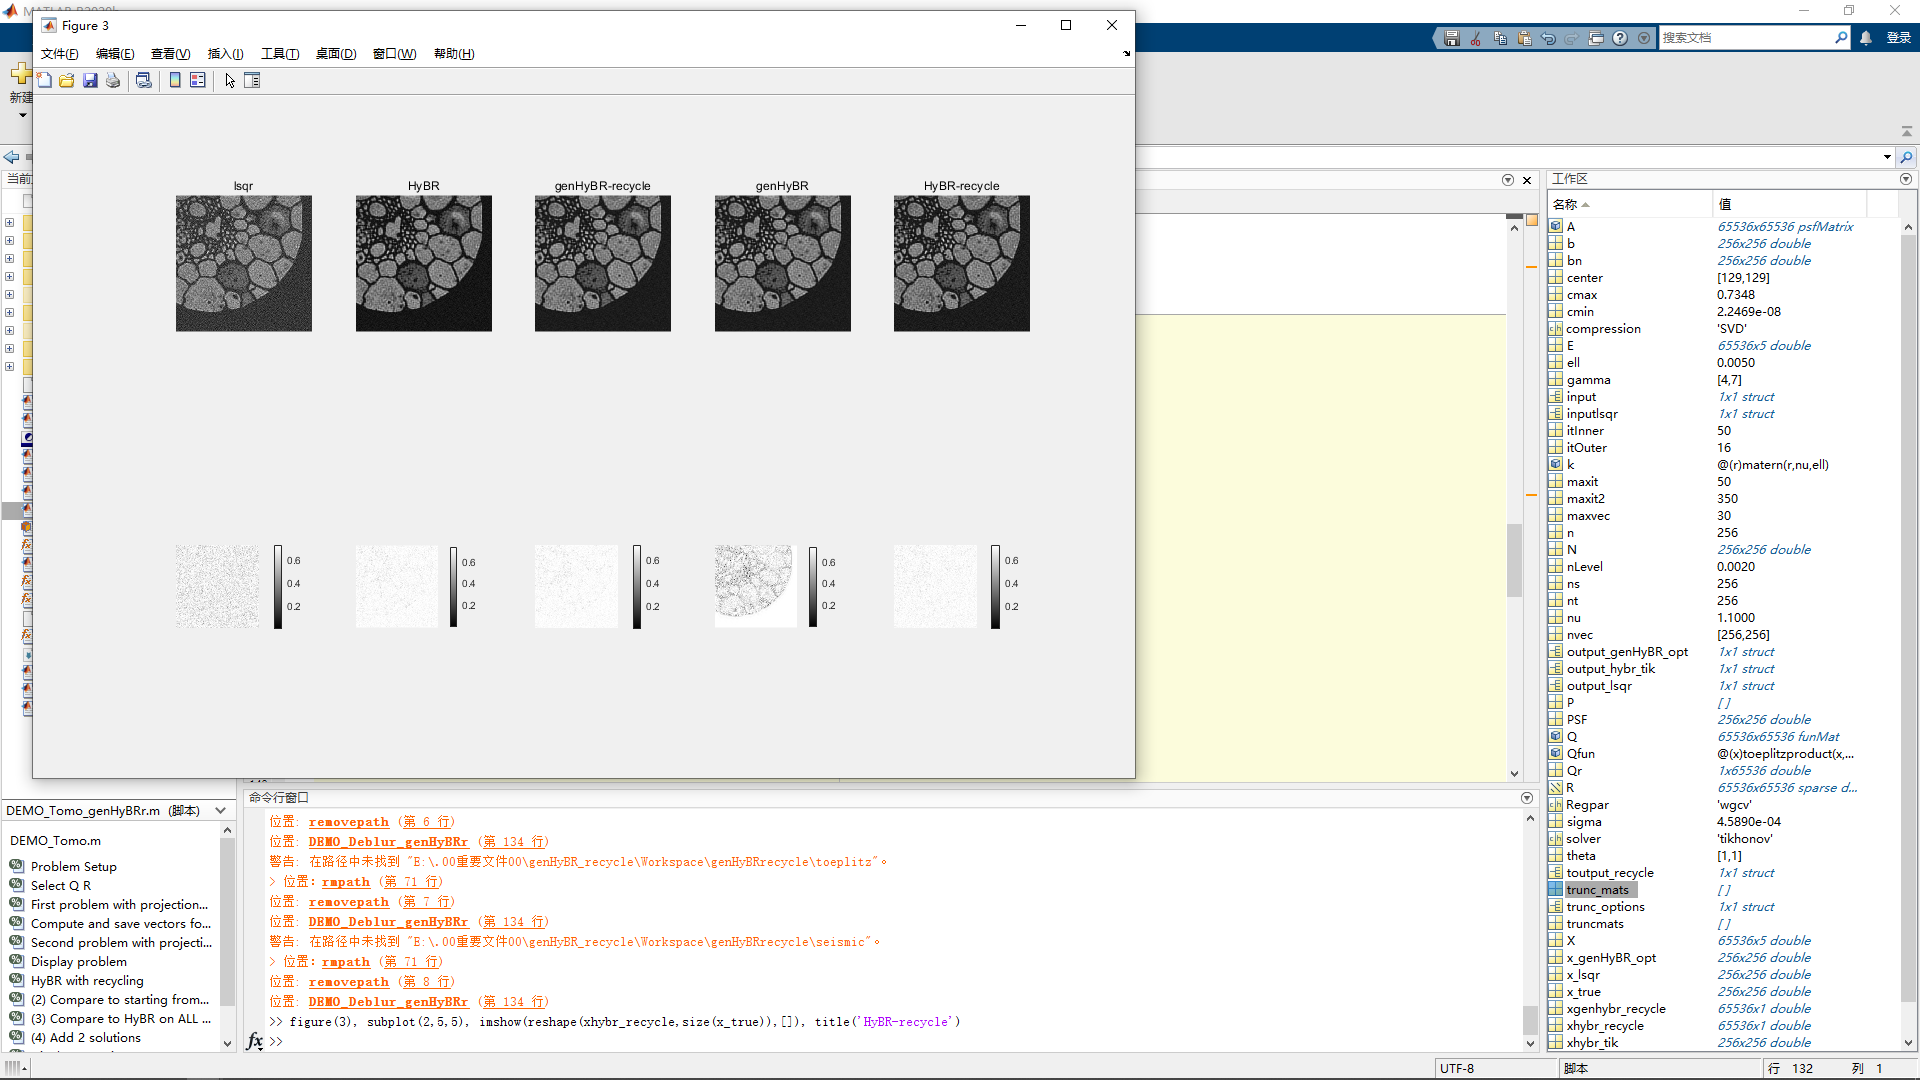 Figure 3
文件(F) 编辑(E) 查看(V) 插入(I) 工具(T) 桌面(D) 窗口(W) 帮助(H)
搜索文档
登录
新建
lsqr HyBR genHyBR-recycle genHyBR HyBR-recycle
0.6 0.6 0.6 0.6 0.6
0.4 0.4 0.4 0.4 0.4
0.2 0.2 0.2 0.2 0.2
工作区
名称 值
A 65536x65536 psfMatrix
b 256x256 double
bn 256x256 double
center [129,129]
cmax 0.7348
cmin 2.2469e-08
compression 'SVD'
E 65536x5 double
ell 0.0050
gamma [4,7]
input 1x1 struct
inputlsqr 1x1 struct
itInner 50
itOuter 16
k @(r)matern(r,nu,ell)
maxit 50
maxit2 350
maxvec 30
n 256
N 256x256 double
nLevel 0.0020
ns 256
nt 256
nu 1.1000
nvec [256,256]
output_genHyBR_opt 1x1 struct
output_hybr_tik 1x1 struct
output_lsqr 1x1 struct
P []
PSF 256x256 double
Q 65536x65536 funMat
Qfun @(x)toeplitzproduct(x,...
Qr 1x65536 double
R 65536x65536 sparse d...
Regpar 'wgcv'
sigma 4.5890e-04
solver 'tikhonov'
theta [1,1]
toutput_recycle 1x1 struct
trunc_mats []
trunc_options 1x1 struct
truncmats []
X 65536x5 double
x_genHyBR_opt 256x256 double
x_lsqr 256x256 double
x_true 256x256 double
xgenhybr_recycle 65536x1 double
xhybr_recycle 65536x1 double
xhybr_tik 256x256 double
DEMO_Tomo_genHyBRr.m (脚本)
DEMO_Tomo.m
Problem Setup
Select Q R
First problem with projection...
Compute and save vectors fo...
Second problem with projecti...
Display problem
HyBR with recycling
(2) Compare to starting from...
(3) Compare to HyBR on ALL ...
(4) Add 2 solutions
命令行窗口
位置: removepath (第 6 行)
位置: DEMO_Deblur_genHyBRr (第 134 行)
警告: 在路径中未找到 "E:\.00重要文件00\genHyBR_recycle\Workspace\genHyBRrecycle\toeplitz"。
> 位置: rmpath (第 71 行)
位置: removepath (第 7 行)
位置: DEMO_Deblur_genHyBRr (第 134 行)
警告: 在路径中未找到 "E:\.00重要文件00\genHyBR_recycle\Workspace\genHyBRrecycle\seismic"。
> 位置: rmpath (第 71 行)
位置: removepath (第 8 行)
位置: DEMO_Deblur_genHyBRr (第 134 行)
>> figure(3), subplot(2,5,5), imshow(reshape(xhybr_recycle,size(x_true)),[]), title('HyBR-recycle')
fx >>
UTF-8 脚本 行 132 列 1